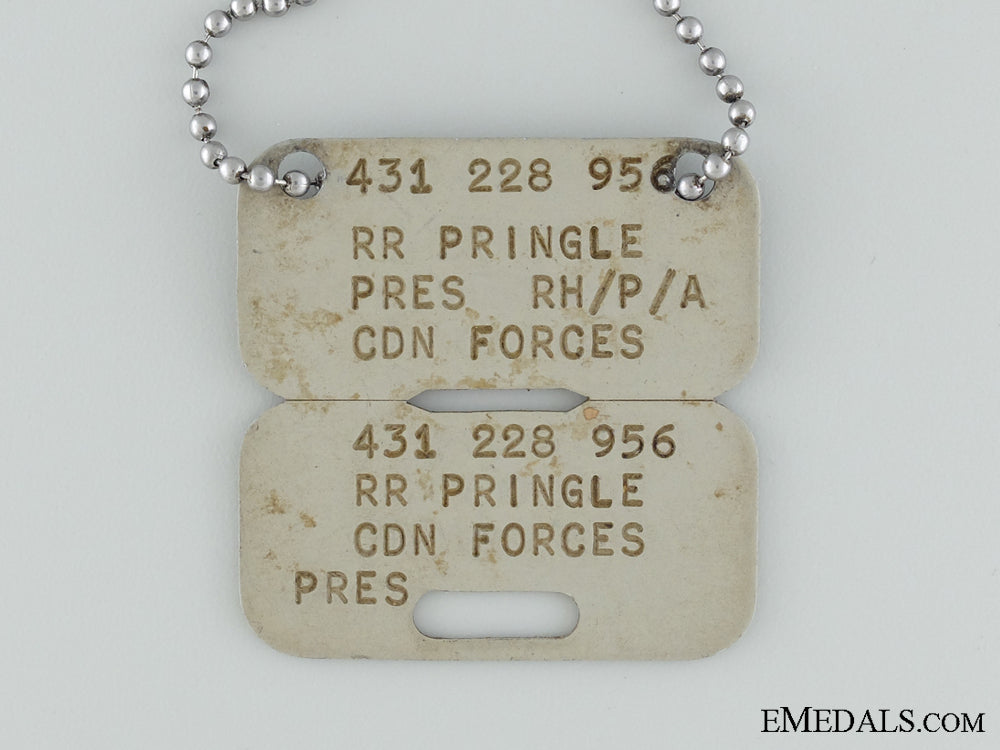 431 228 956
RR PRINGLE
PRES RH/P/A
CDN FORCES
431 228 956
RR PRINGLE
CDN FORCES
PRES
EMEDALS.COM